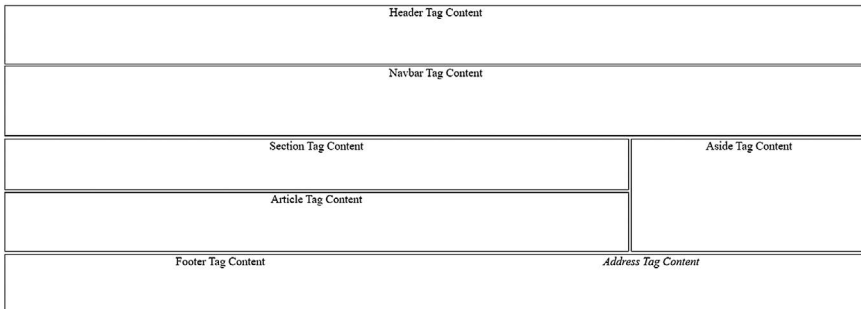 Header Tag Content
Navbar Tag Content
Section Tag Content
Aside Tag Content
Article Tag Content
Footer Tag Content
Address Tag Content